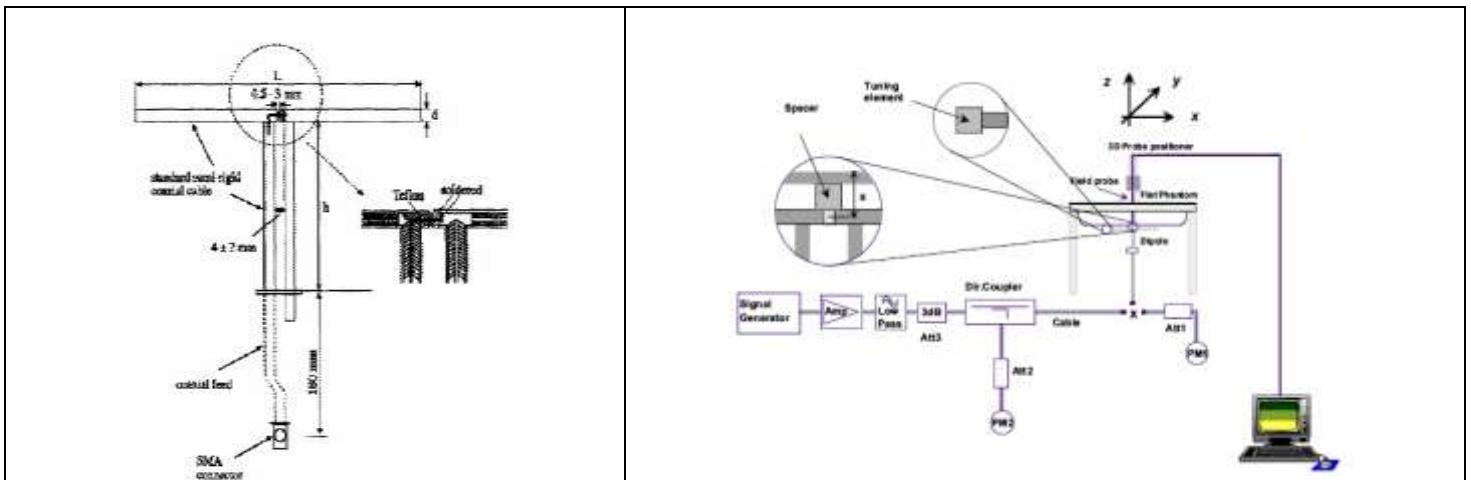 L
0.5-3 mm
d
standard semi-rigid
coaxial cable
Teflon
soldered
h
4 ± 2 mm
160 mm
coaxial feed
SMA
connector
Tuning
element
Spacer
z
y
x
3D Probe positioner
Field probe
Flat Phantom
s
Dipole
Dir.Coupler
Signal
Generator
Amp
Low
Pass
3dB
Att3
Cable
x
Att1
PM1
Att2
PM2